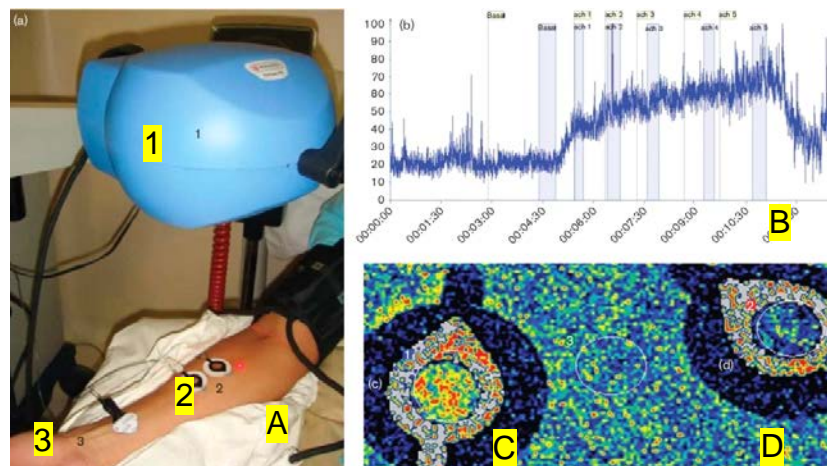 (a)
1
1
2
2
3
3
A
(b)
Basal
ach 1
ach 2
ach 3
ach 4
ach 5
Basal
ach 1
ach 2
ach 3
ach 4
ach 5
100
90
80
70
60
50
40
30
20
10
0
00:00:00
00:01:30
00:03:00
00:04:30
00:06:00
00:07:30
00:09:00
00:10:30
B
(c)
1
3
2
(d)
C
D